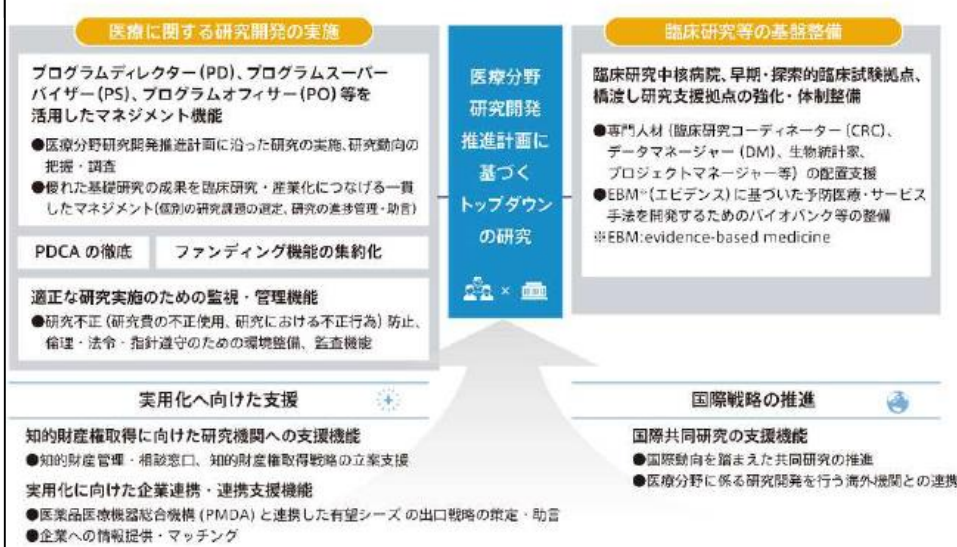 医療に関する研究開発の実施
プログラムディレクター(PD)、プログラムスーパー
バイザー(PS)、プログラムオフィサー(PO)等を
活用したマネジメント機能
●医療分野研究開発推進計画に沿った研究の実施、研究動向の
把握・調査
●優れた基礎研究の成果を臨床研究・産業化につなげる一貫
したマネジメント(個別の研究課題の選定、研究の進捗管理・助言)
PDCAの徹底
ファンディング機能の集約化
適正な研究実施のための監視・管理機能
●研究不正(研究費の不正使用、研究における不正行為)防止、
倫理・法令・指針遵守のための環境整備、監査機能
医療分野
研究開発
推進計画に
基づく
トップダウン
の研究
×
臨床研究等の基盤整備
臨床研究中核病院、早期・探索的臨床試験拠点、
橋渡し研究支援拠点の強化・体制整備
●専門人材(臨床研究コーディネーター(CRC)、
データマネージャー(DM)、生物統計家、
プロジェクトマネージャー等)の配置支援
●EBM※(エビデンス)に基づいた予防医療・サービス
手法を開発するためのバイオバンク等の整備
※EBM:evidence-based medicine
実用化へ向けた支援
知的財産権取得に向けた研究機関への支援機能
●知的財産管理・相談窓口、知的財産権取得戦略の立案支援
実用化に向けた企業連携・連携支援機能
●医薬品医療機器総合機構(PMDA)と連携した有望シーズの出口戦略の策定・助言
●企業への情報提供・マッチング
国際戦略の推進
国際共同研究の支援機能
●国際動向を踏まえた共同研究の推進
●医療分野に係る研究開発を行う海外機関との連携